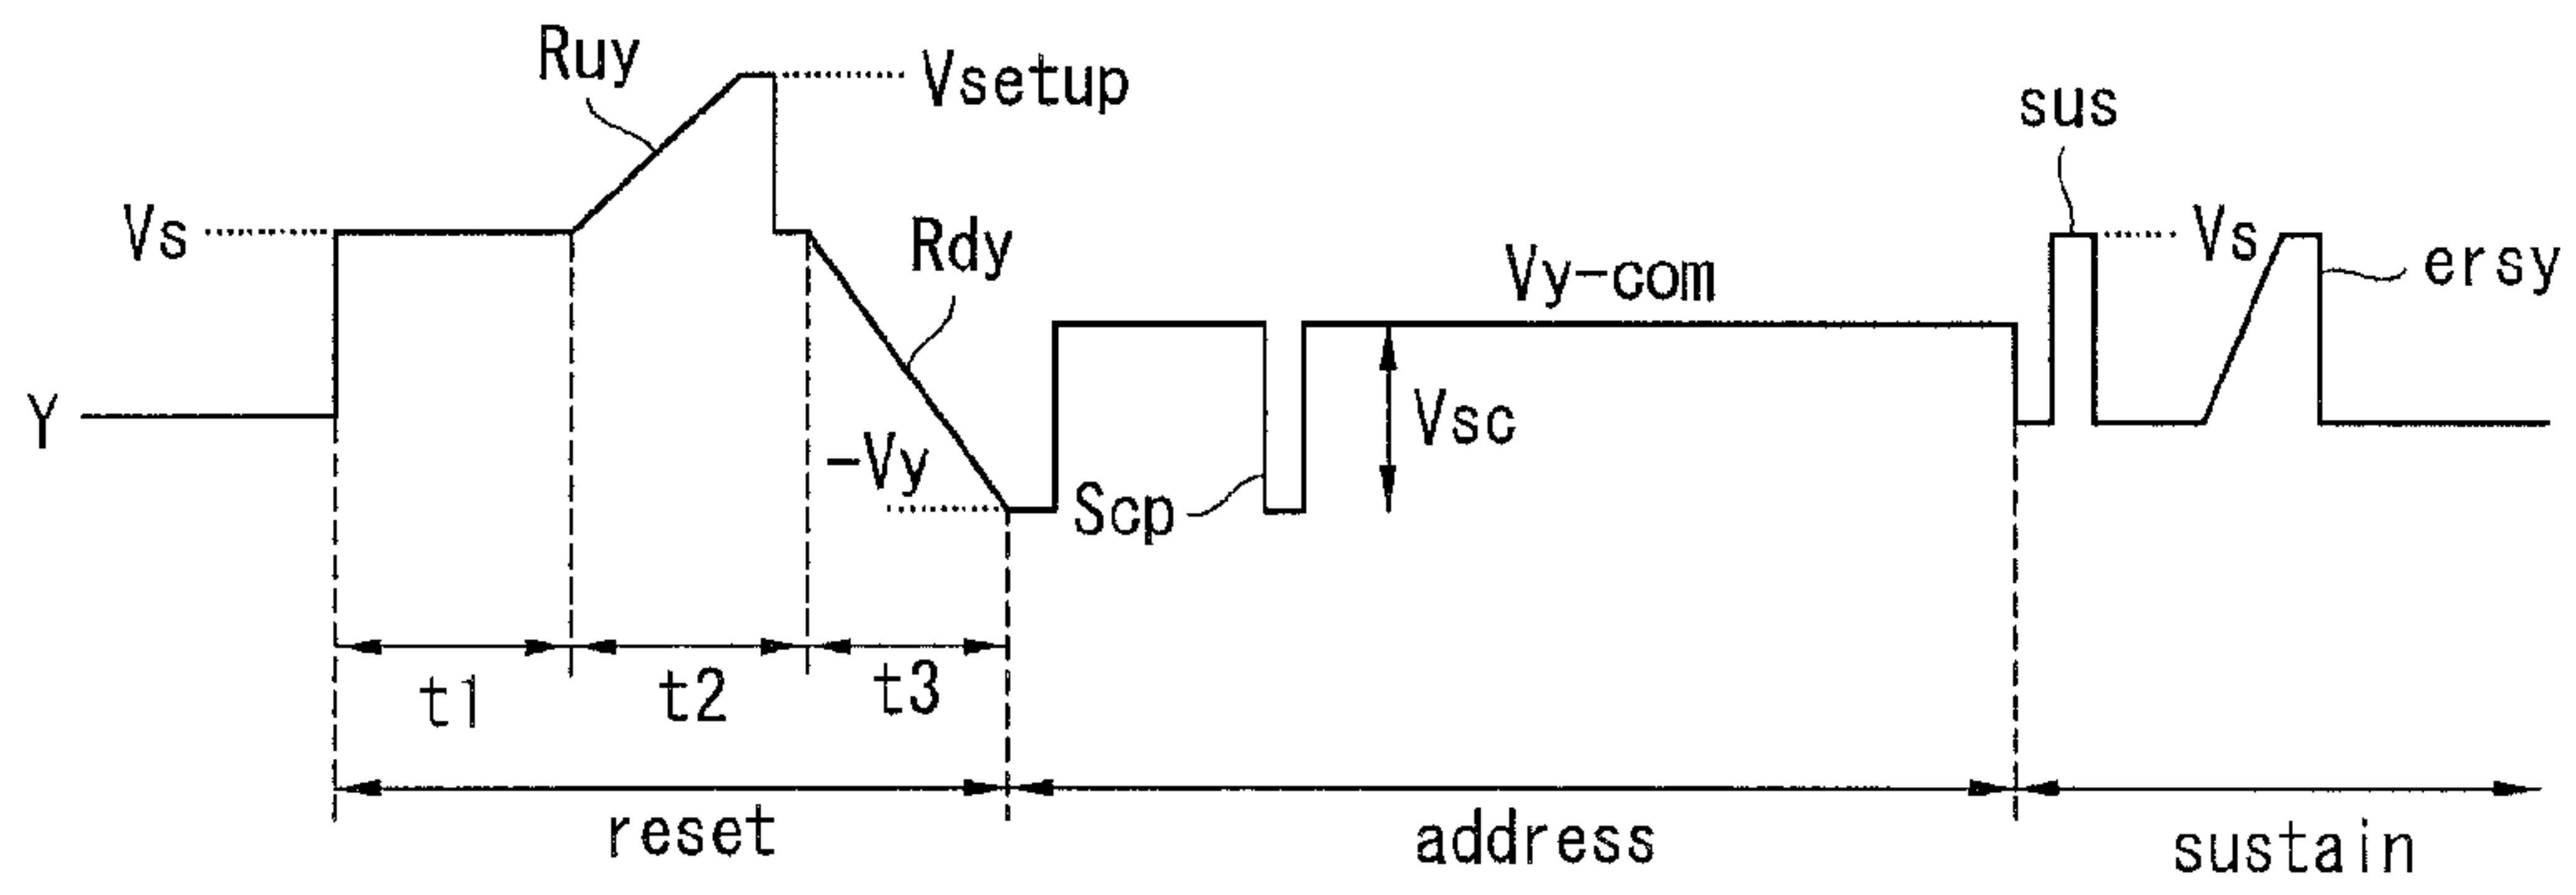 Ruy
Vsetup
sus
Vs
Rdy
Vs
ersy
Vy-com
Y
-Vy
Vsc
Scp
t1
t2
t3
reset
address
sustain